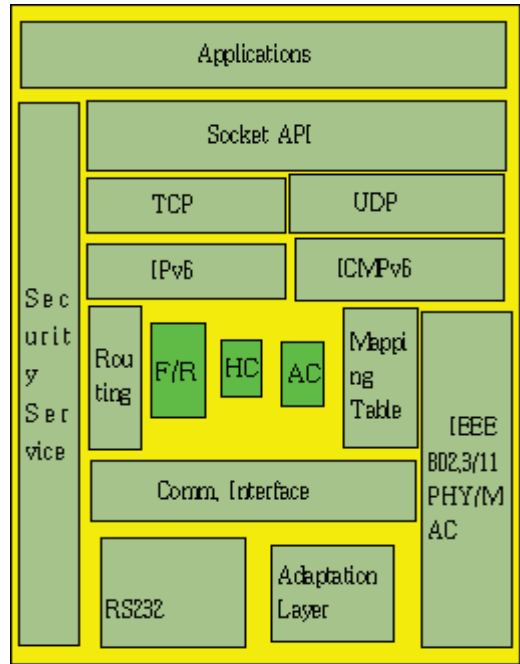 Applications
Socket API
TCP
UDP
IPv6
ICMPv6
Sec
urit
y
Ser
vice
Rou
ting
F/R
HC
AC
Mappi
ng
Table
IEEE
802.3/11
PHY/M
AC
Comm. Interface
RS232
Adaptation
Layer